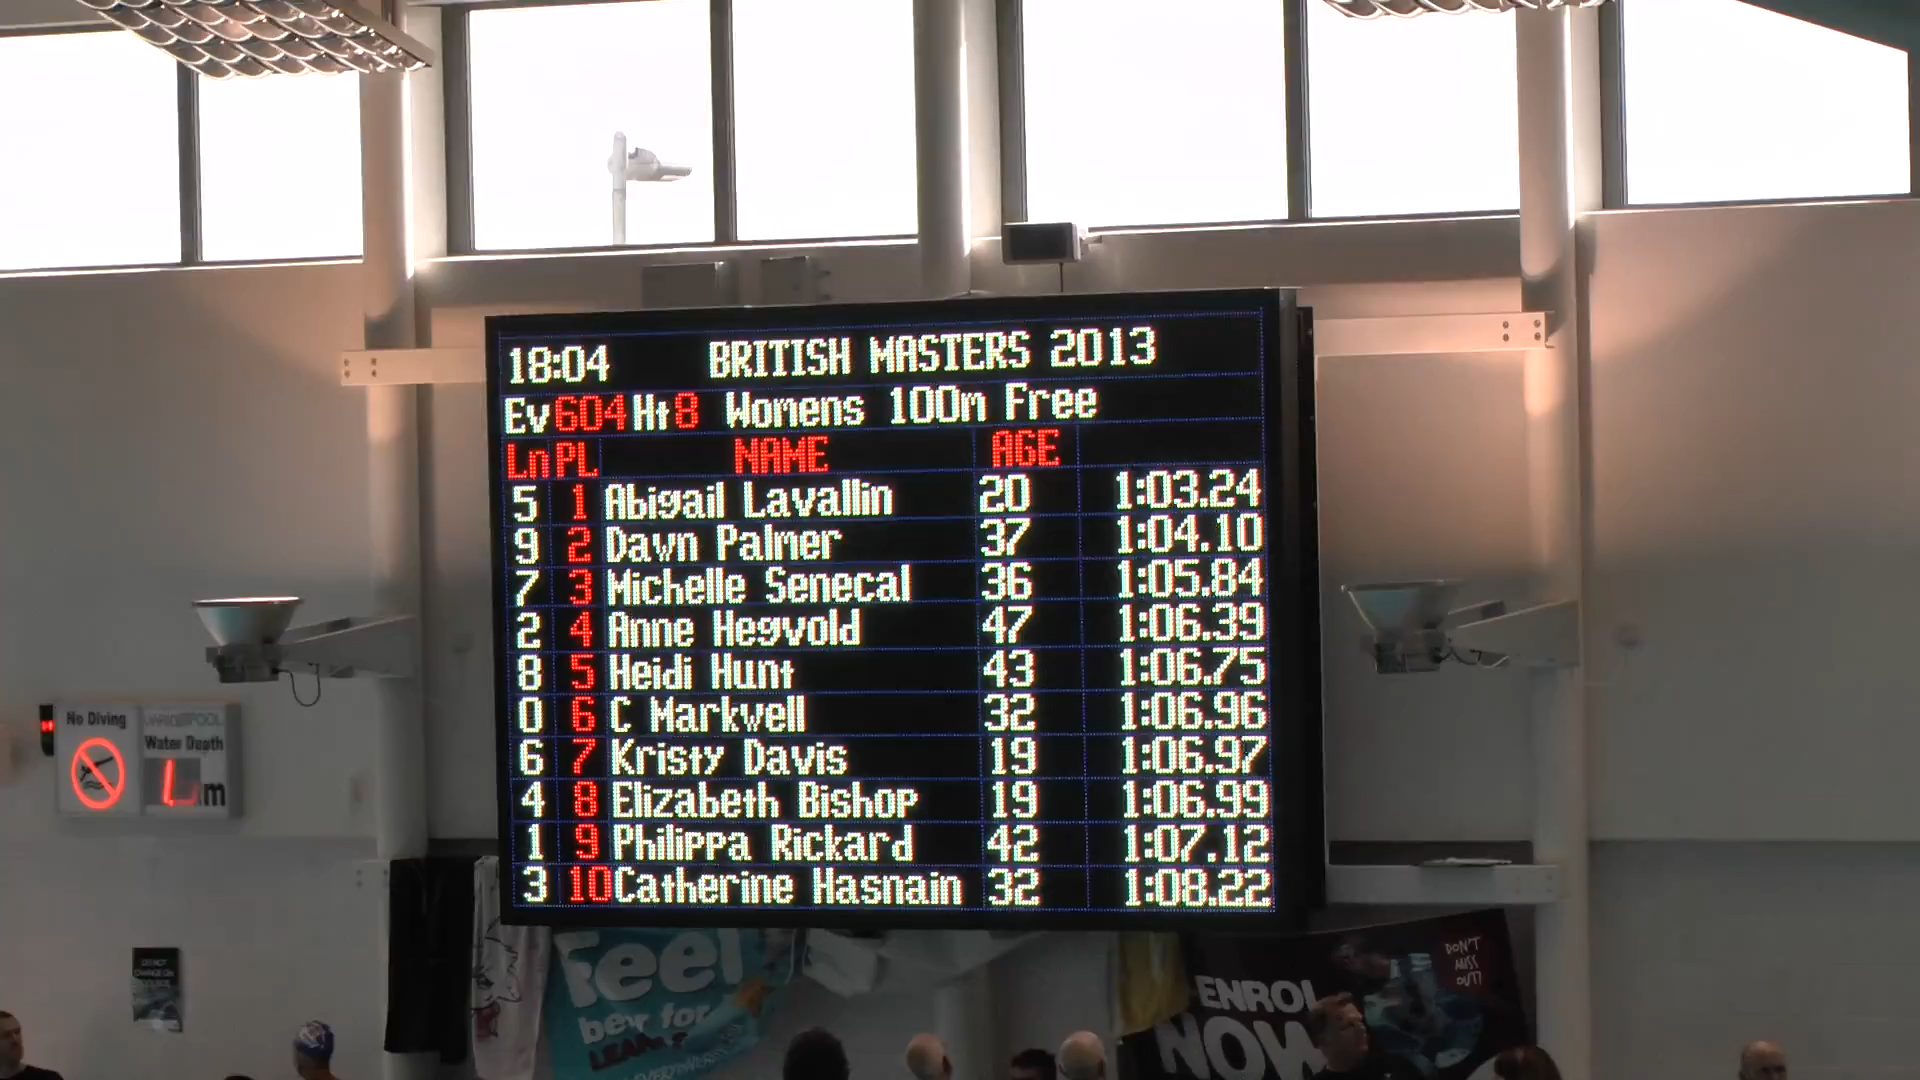 18:04 BRITISH MASTERS 2013
Ev 604 Ht 8 Womens 100m Free
Ln PL NAME AGE
5 1 Abigail Lavallin 20 1:03.24
9 2 Dawn Palmer 37 1:04.10
7 3 Michelle Senecal 36 1:05.84
2 4 Anne Hegvold 47 1:06.39
8 5 Heidi Hunt 43 1:06.75
0 6 C Markwell 32 1:06.96
6 7 Kristy Davis 19 1:06.97
4 8 Elizabeth Bishop 19 1:06.99
1 9 Philippa Rickard 42 1:07.12
3 10 Catherine Hasnain 32 1:08.22
No Diving
Water Depth
m
Feel
for
DON'T
MISS
OUT!
ENROL
NOW